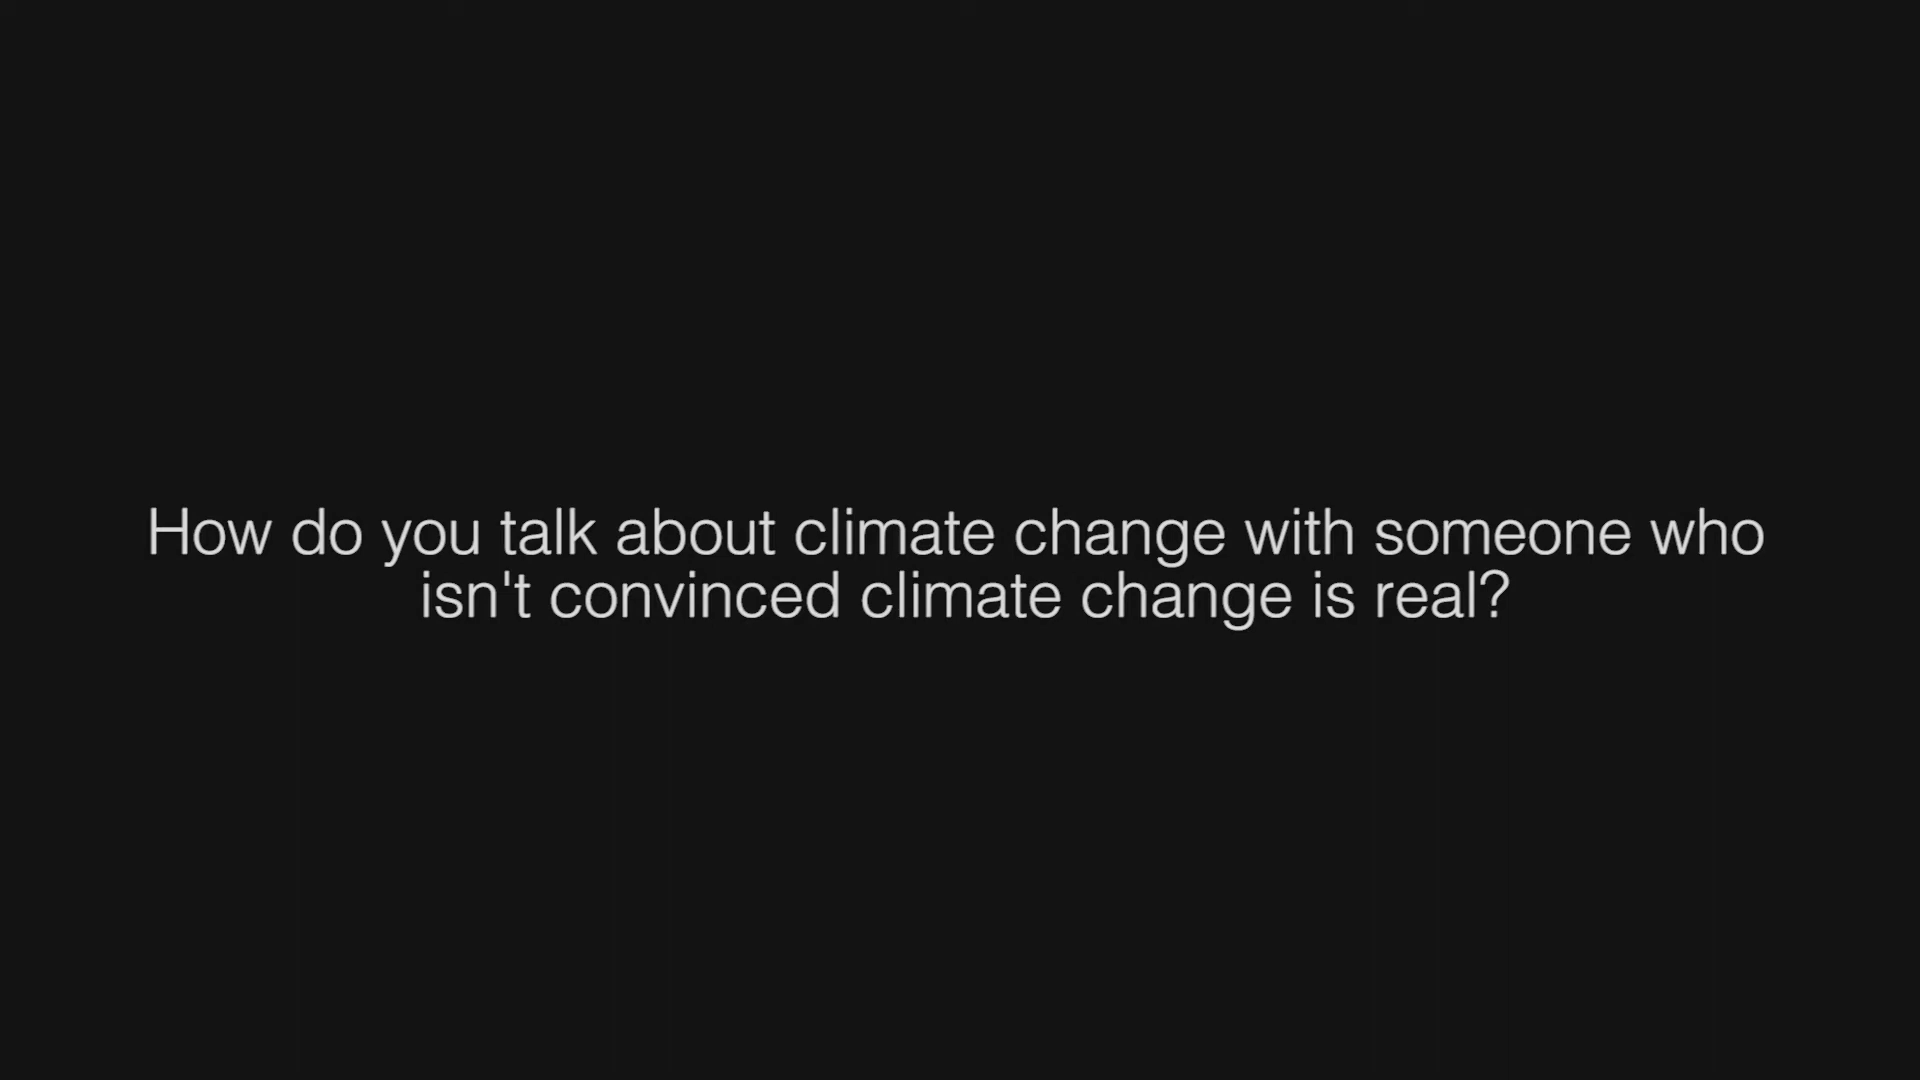 How do you talk about climate change with someone who
isn't convinced climate change is real?